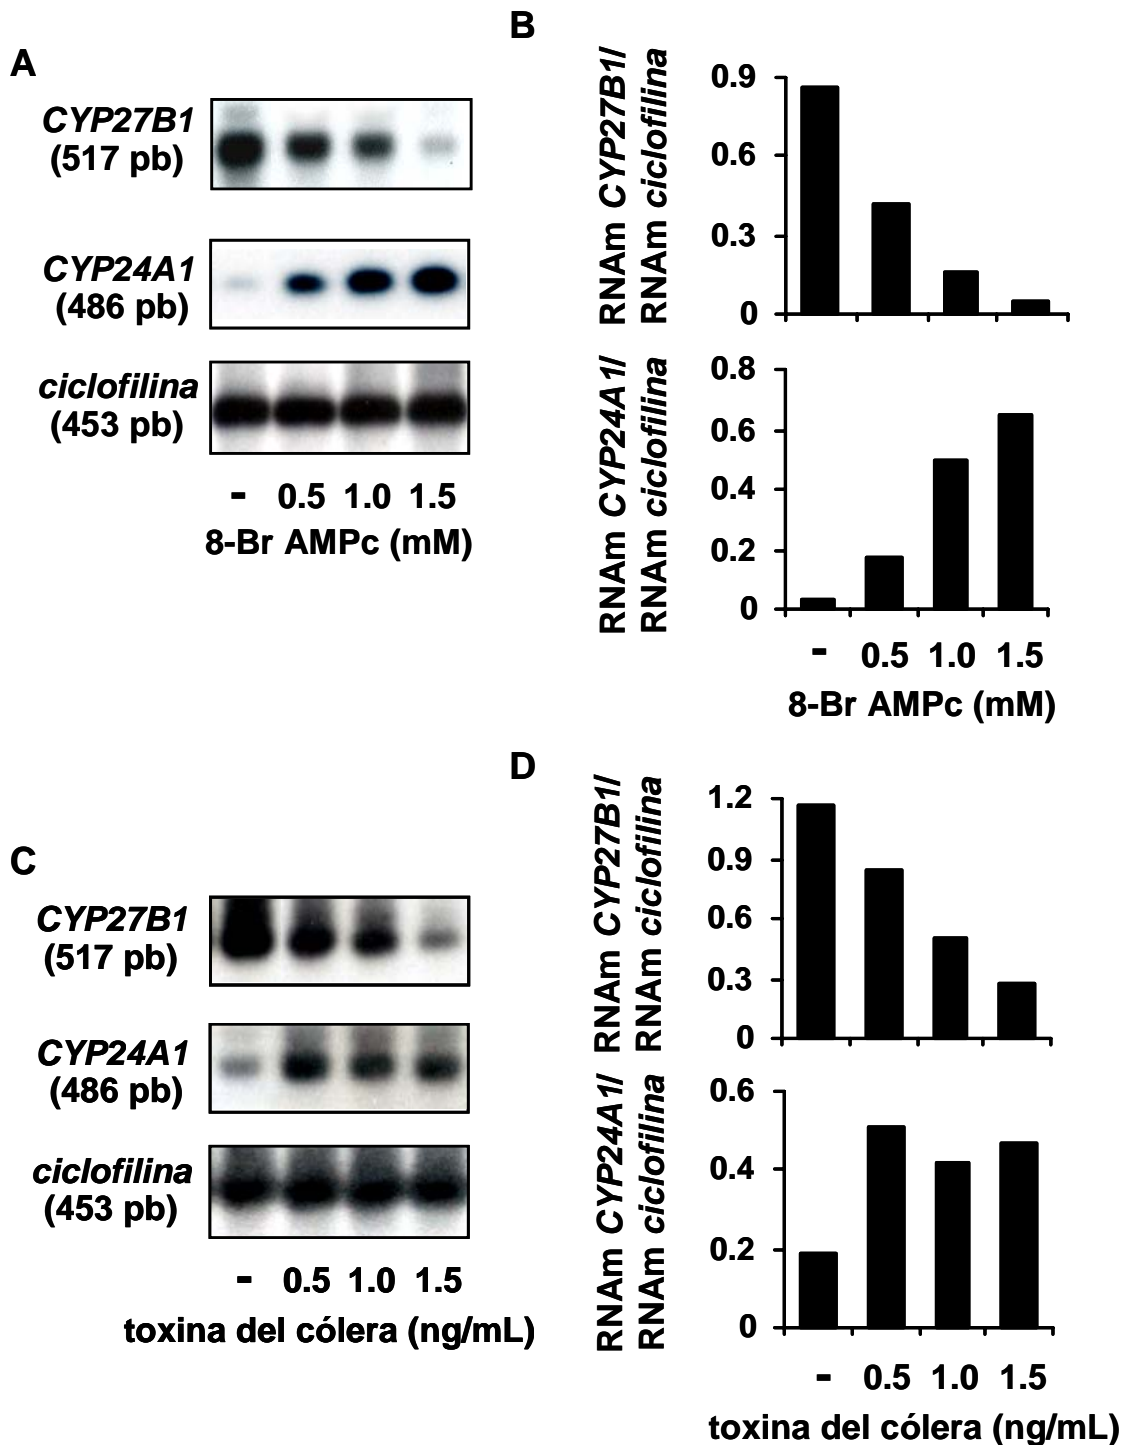 A
CYP27B1
(517 pb)
CYP24A1
(486 pb)
ciclofilina
(453 pb)
- 0.5 1.0 1.5
8-Br AMPc (mM)
B
RNAm CYP27B1/
RNAm ciclofilina
0.9
0.6
0.3
0
RNAm CYP24A1/
RNAm ciclofilina
0.8
0.6
0.4
0.2
0
- 0.5 1.0 1.5
8-Br AMPc (mM)
C
CYP27B1
(517 pb)
CYP24A1
(486 pb)
ciclofilina
(453 pb)
- 0.5 1.0 1.5
toxina del cólera (ng/mL)
D
RNAm CYP27B1/
RNAm ciclofilina
1.2
0.9
0.6
0.3
0
RNAm CYP24A1/
RNAm ciclofilina
0.6
0.4
0.2
0
- 0.5 1.0 1.5
toxina del cólera (ng/mL)